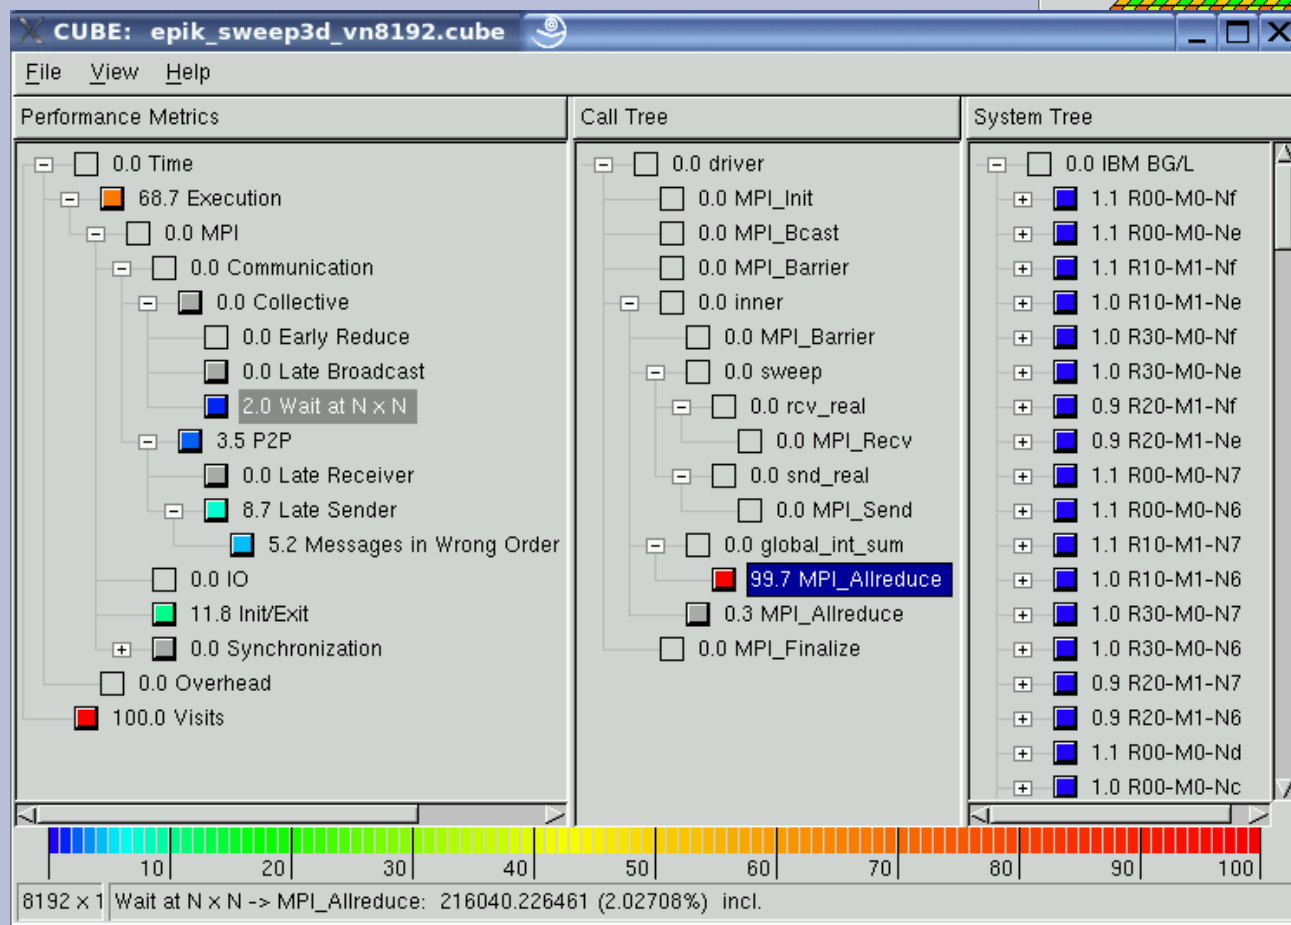 CUBE: epik_sweep3d_vn8192.cube
File View Help
Performance Metrics
0.0 Time
68.7 Execution
0.0 MPI
0.0 Communication
0.0 Collective
0.0 Early Reduce
0.0 Late Broadcast
2.0 Wait at N x N
3.5 P2P
0.0 Late Receiver
8.7 Late Sender
5.2 Messages in Wrong Order
0.0 IO
11.8 Init/Exit
0.0 Synchronization
0.0 Overhead
100.0 Visits
Call Tree
0.0 driver
0.0 MPI_Init
0.0 MPI_Bcast
0.0 MPI_Barrier
0.0 inner
0.0 MPI_Barrier
0.0 sweep
0.0 rcv_real
0.0 MPI_Recv
0.0 snd_real
0.0 MPI_Send
0.0 global_int_sum
99.7 MPI_Allreduce
0.3 MPI_Allreduce
0.0 MPI_Finalize
System Tree
0.0 IBM BG/L
1.1 R00-M0-Nf
1.1 R00-M0-Ne
1.1 R10-M1-Nf
1.0 R10-M1-Ne
1.0 R30-M0-Nf
1.0 R30-M0-Ne
0.9 R20-M1-Nf
0.9 R20-M1-Ne
1.1 R00-M0-N7
1.1 R00-M0-N6
1.1 R10-M1-N7
1.0 R10-M1-N6
1.0 R30-M0-N7
1.0 R30-M0-N6
0.9 R20-M1-N7
0.9 R20-M1-N6
1.1 R00-M0-Nd
1.0 R00-M0-Nc
10 20 30 40 50 60 70 80 90 100
8192 x 1 Wait at N x N -> MPI_Allreduce: 216040.226461 (2.02708%) incl.